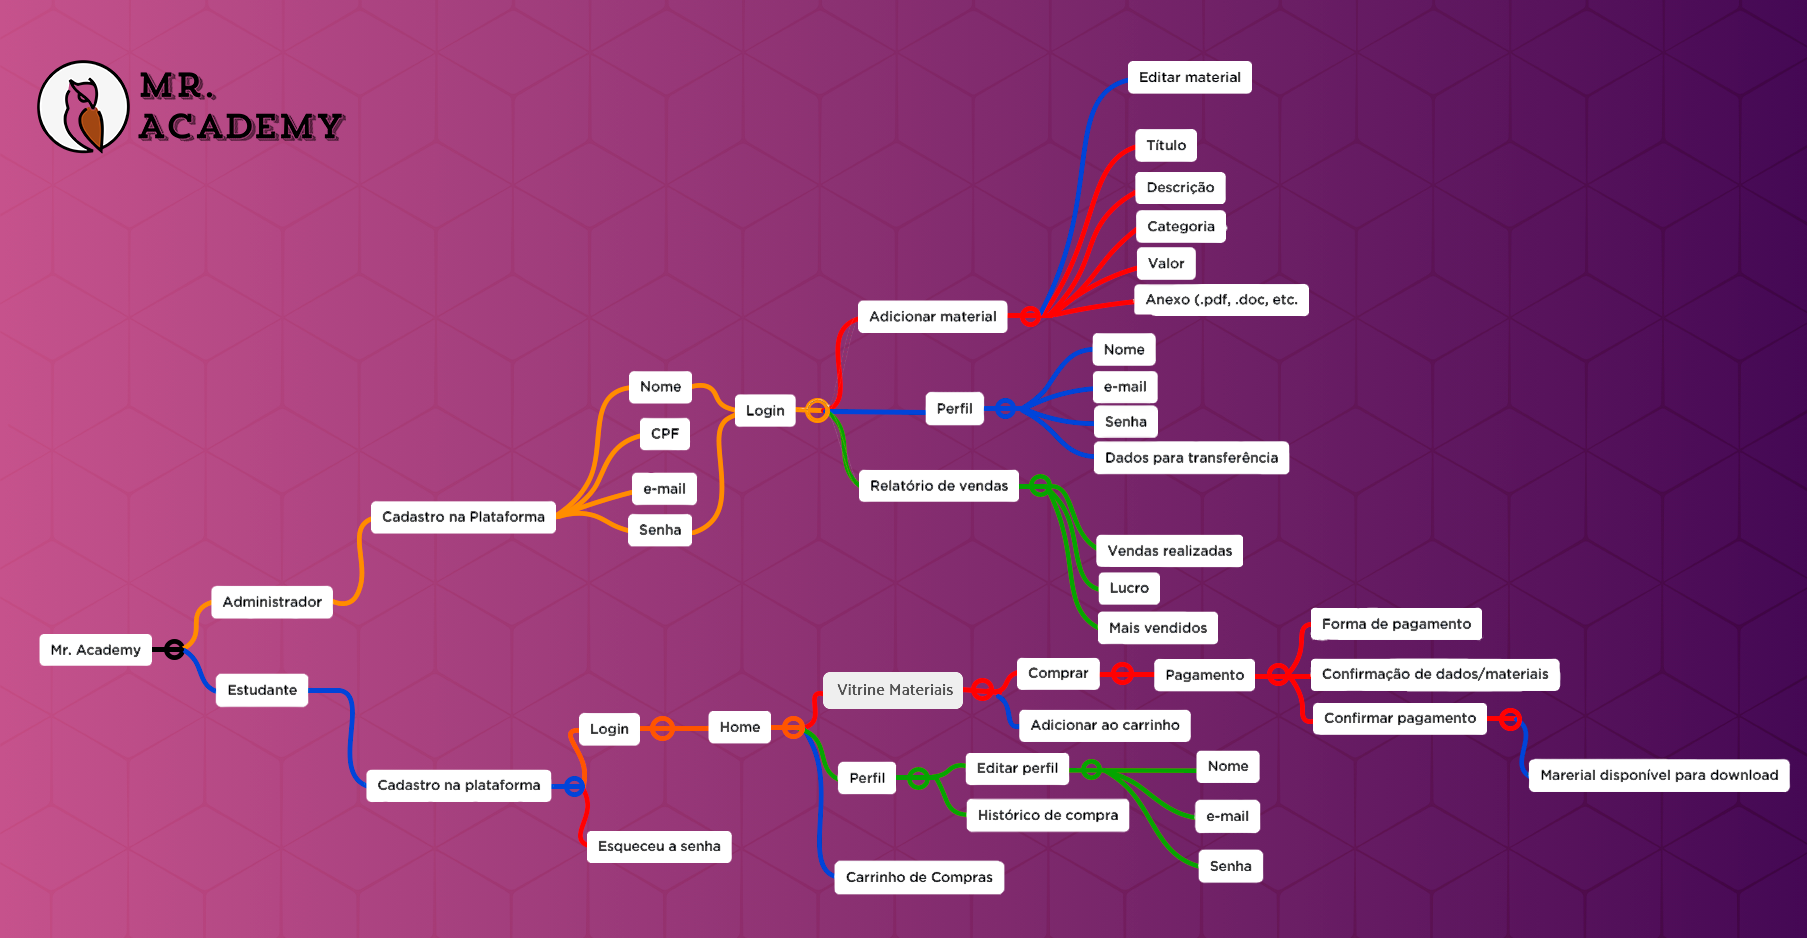 MR.
ACADEMY
Editar material
Título
Descrição
Categoria
Valor
Anexo (.pdf, .doc, etc.
Adicionar material
Nome
e-mail
Senha
Dados para transferência
Perfil
Nome
CPF
e-mail
Senha
Login
Relatório de vendas
Vendas realizadas
Lucro
Mais vendidos
Cadastro na Plataforma
Administrador
Mr. Academy
Estudante
Cadastro na plataforma
Login
Esqueceu a senha
Home
Vitrine Materiais
Comprar
Adicionar ao carrinho
Pagamento
Forma de pagamento
Confirmação de dados/materiais
Confirmar pagamento
Marerial disponível para download
Perfil
Editar perfil
Histórico de compra
Nome
e-mail
Senha
Carrinho de Compras